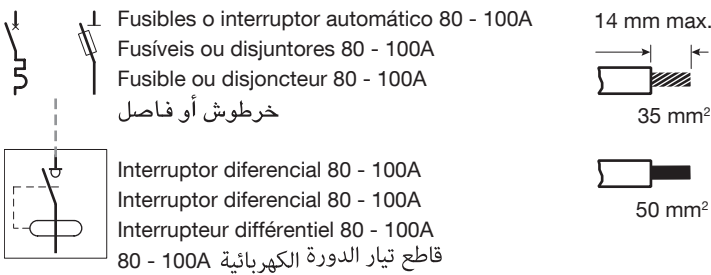 Fusibles o interruptor automático 80 - 100A
Fusíveis ou disjuntores 80 - 100A
Fusible ou disjoncteur 80 - 100A
خرطوش أو فاصل
Interruptor diferencial 80 - 100A
Interruptor diferencial 80 - 100A
Interrupteur différentiel 80 - 100A
قاطع تيار الدورة الكهربائية 80 - 100A
14 mm max.
35 mm²
50 mm²